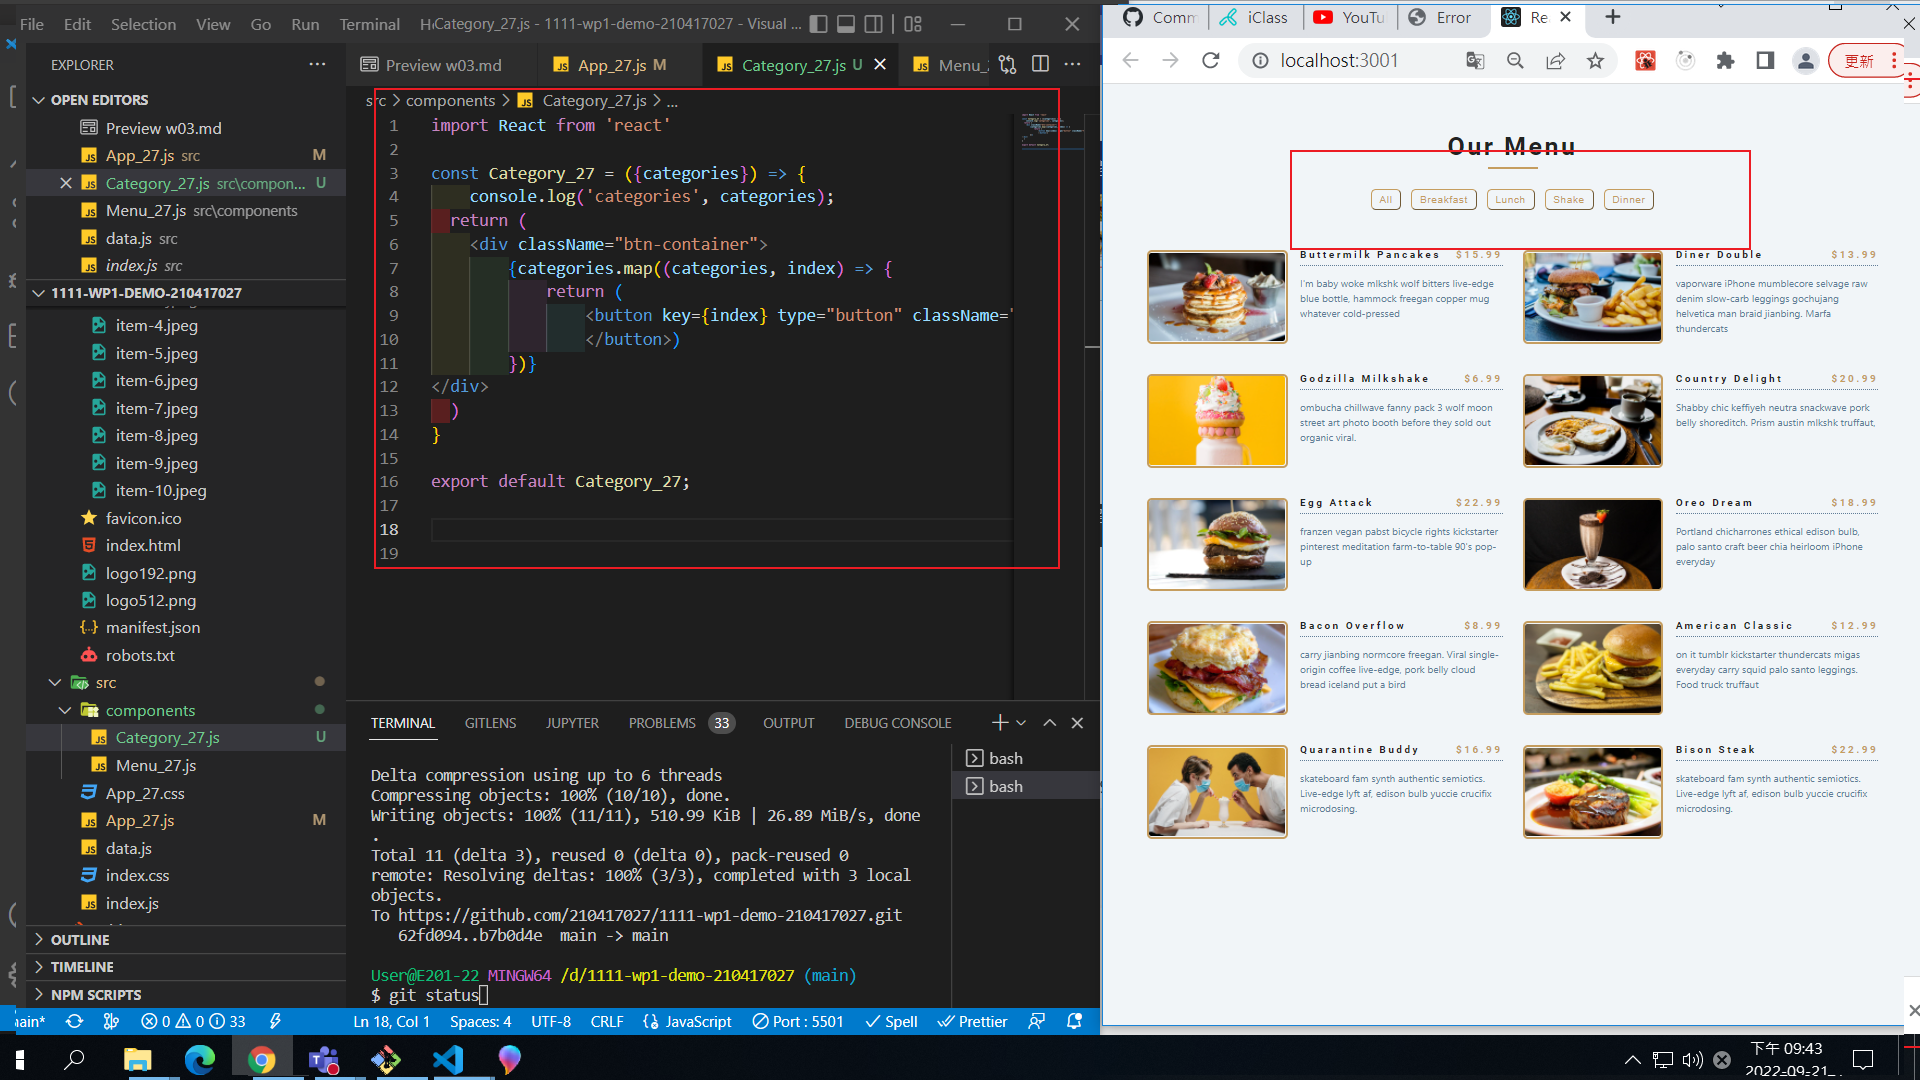 File Edit Selection View Go Run Terminal Category_27.js - 1111-wp1-demo-210417027 - Visual ...
EXPLORER
OPEN EDITORS
Preview w03.md
App_27.js src M
Category_27.js src\compon... U
Menu_27.js src\components
data.js src
index.js src
1111-WP1-DEMO-210417027
item-4.jpeg
item-5.jpeg
item-6.jpeg
item-7.jpeg
item-8.jpeg
item-9.jpeg
item-10.jpeg
favicon.ico
index.html
logo192.png
logo512.png
manifest.json
robots.txt
src
components
Category_27.js U
Menu_27.js
App_27.css
App_27.js M
data.js
index.css
index.js
OUTLINE
TIMELINE
NPM SCRIPTS
Preview w03.md App_27.js M Category_27.js U Menu_
src > components > Category_27.js > ...
1 import React from 'react'
2
3 const Category_27 = ({categories}) => {
4 console.log('categories', categories);
5 return (
6 <div className="btn-container">
7 {categories.map((categories, index) => {
8 return (
9 <button key={index} type="button" className="
10 </button>)
11 })}
12 </div>
13 )
14 }
15
16 export default Category_27;
17
18
19
TERMINAL GITLENS JUPYTER PROBLEMS 33 OUTPUT DEBUG CONSOLE
bash
bash
Delta compression using up to 6 threads
Compressing objects: 100% (10/10), done.
Writing objects: 100% (11/11), 510.99 KiB | 26.89 MiB/s, done
.
Total 11 (delta 3), reused 0 (delta 0), pack-reused 0
remote: Resolving deltas: 100% (3/3), completed with 3 local
objects.
To https://github.com/210417027/1111-wp1-demo-210417027.git
62fd094..b7b0d4e main -> main
User@E201-22 MINGW64 /d/1111-wp1-demo-210417027 (main)
$ git status
main* 0 0 33 Ln 18, Col 1 Spaces: 4 UTF-8 CRLF JavaScript Port : 5501 Spell Prettier
Comm iClass YouTu Error Re
localhost:3001 更新
Our Menu
All Breakfast Lunch Shake Dinner
Buttermilk Pancakes $15.99
I'm baby woke mlkshk wolf bitters live-edge
blue bottle, hammock freegan copper mug
whatever cold-pressed
Diner Double $13.99
vaporware iPhone mumblecore selvage raw
denim slow-carb leggings gochujang
helvetica man braid jianbing. Marfa
thundercats
Godzilla Milkshake $6.99
ombucha chillwave fanny pack 3 wolf moon
street art photo booth before they sold out
organic viral.
Country Delight $20.99
Shabby chic keffiyeh neutra snackwave pork
belly shoreditch. Prism austin mlkshk truffaut,
Egg Attack $22.99
franzen vegan pabst bicycle rights kickstarter
pinterest meditation farm-to-table 90's pop-
up
Oreo Dream $18.99
Portland chicharrones ethical edison bulb,
palo santo craft beer chia heirloom iPhone
everyday
Bacon Overflow $8.99
carry jianbing normcore freegan. Viral single-
origin coffee live-edge, pork belly cloud
bread iceland put a bird
American Classic $12.99
on it tumblr kickstarter thundercats migas
everyday carry squid palo santo leggings.
Food truck truffaut
Quarantine Buddy $16.99
skateboard fam synth authentic semiotics.
Live-edge lyft af, edison bulb yuccie crucifix
microdosing.
Bison Steak $22.99
skateboard fam synth authentic semiotics.
Live-edge lyft af, edison bulb yuccie crucifix
microdosing.
下午 09:43
2022-09-21